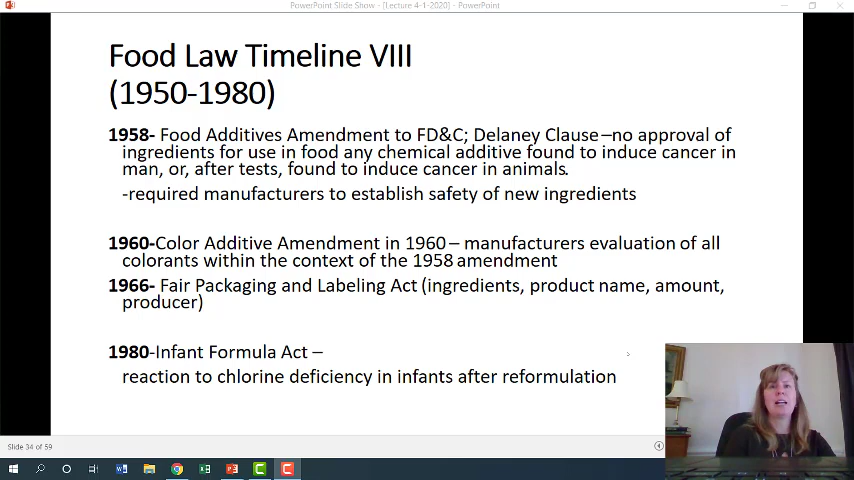 PowerPoint Slide Show - [Lecture 4-1-2020] - PowerPoint
Food Law Timeline VIII
(1950-1980)
1958- Food Additives Amendment to FD&C; Delaney Clause –no approval of
ingredients for use in food any chemical additive found to induce cancer in
man, or, after tests, found to induce cancer in animals.
-required manufacturers to establish safety of new ingredients
1960-Color Additive Amendment in 1960 – manufacturers evaluation of all
colorants within the context of the 1958 amendment
1966- Fair Packaging and Labeling Act (ingredients, product name, amount,
producer)
1980-Infant Formula Act –
reaction to chlorine deficiency in infants after reformulation
Slide 34 of 59